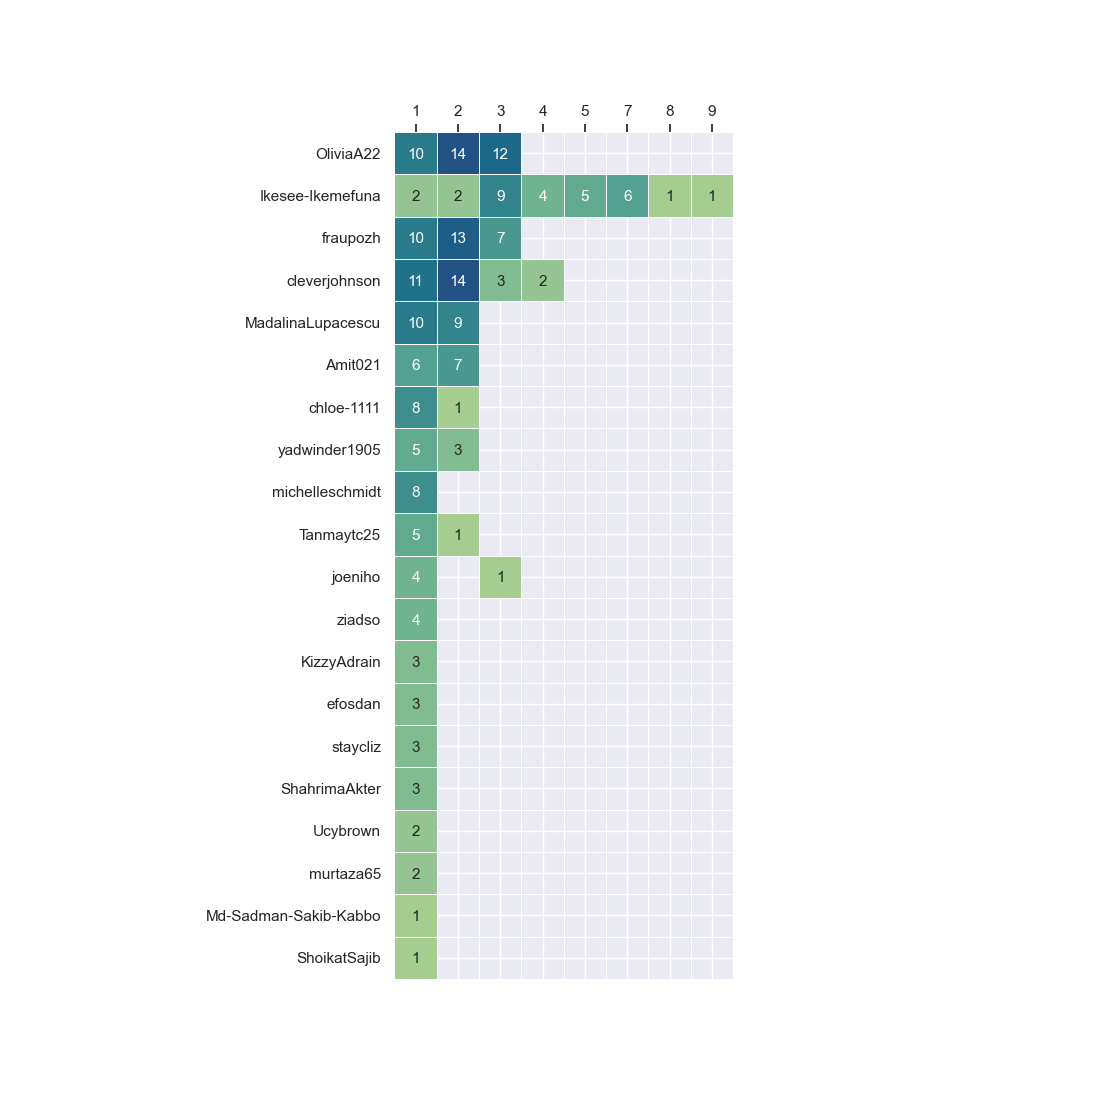 1 2 3 4 5 7 8 9
OliviaA22 10 14 12
Ikesee-Ikemefuna 2 2 9 4 5 6 1 1
fraupozh 10 13 7
cleverjohnson 11 14 3 2
MadalinaLupacescu 10 9
Amit021 6 7
chloe-1111 8 1
yadwinder1905 5 3
michelleschmidt 8
Tanmaytc25 5 1
joeniho 4 1
ziadso 4
KizzyAdrain 3
efosdan 3
staycliz 3
ShahrimaAkter 3
Ucybrown 2
murtaza65 2
Md-Sadman-Sakib-Kabbo 1
ShoikatSajib 1